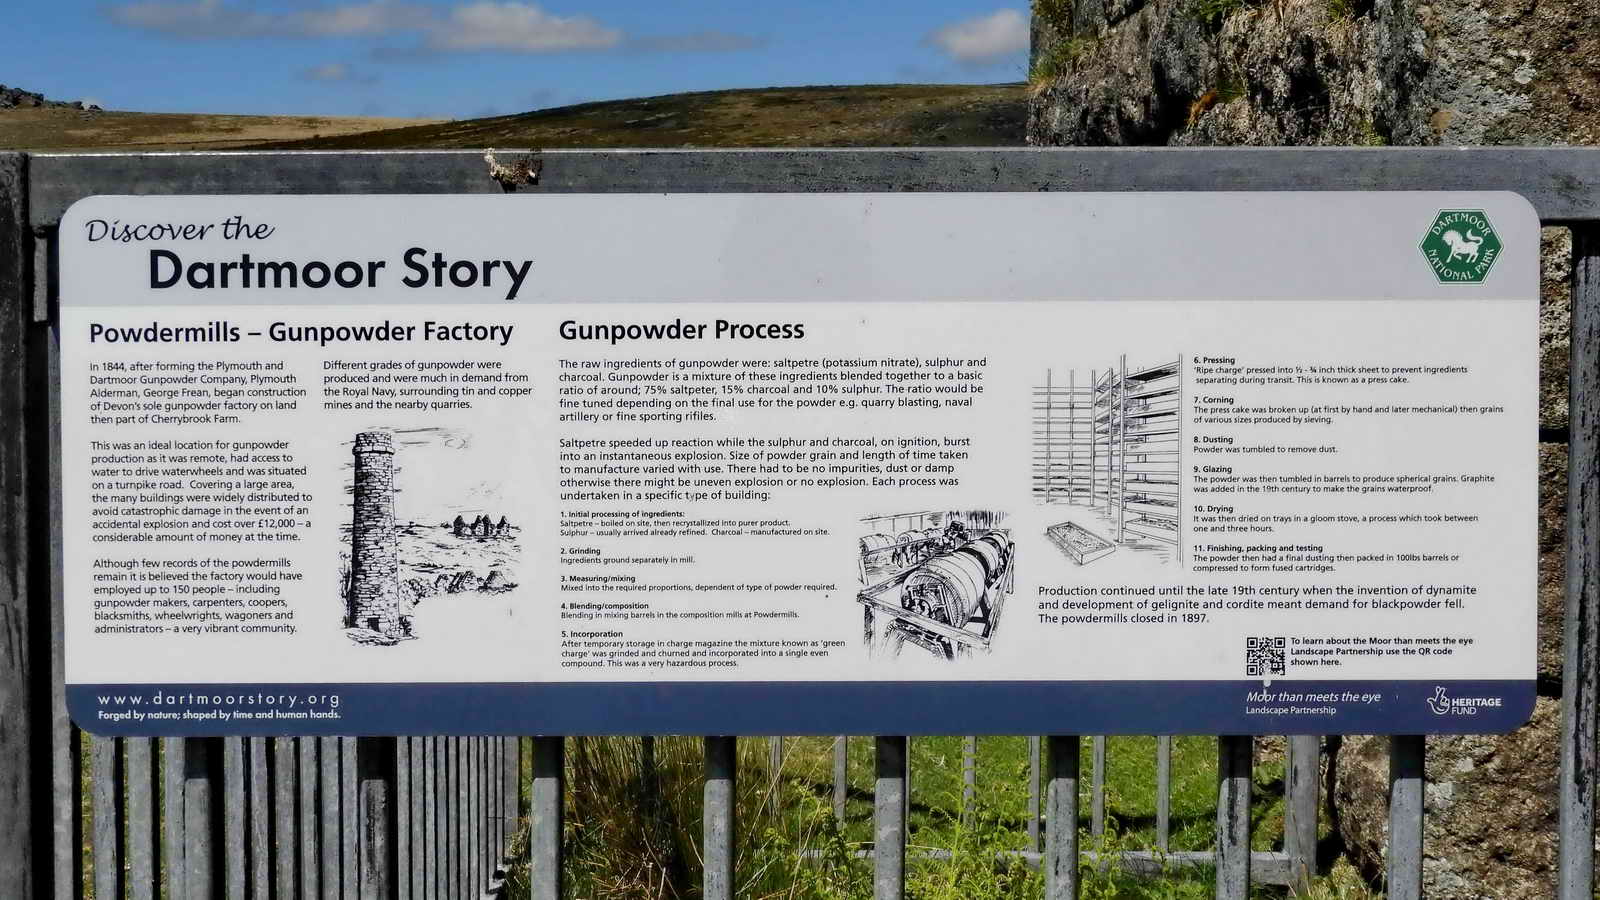 Discover the
Dartmoor Story
DARTMOOR
NATIONAL PARK
Powdermills – Gunpowder Factory
In 1844, after forming the Plymouth and
Dartmoor Gunpowder Company, Plymouth
Alderman, George Frean, began construction
of Devon's sole gunpowder factory on land
then part of Cherrybrook Farm.
This was an ideal location for gunpowder
production as it was remote, had access to
water to drive waterwheels and was situated
on a turnpike road. Covering a large area,
the many buildings were widely distributed to
avoid catastrophic damage in the event of an
accidental explosion and cost over £12,000 – a
considerable amount of money at the time.
Although few records of the powdermills
remain it is believed the factory would have
employed up to 150 people – including
gunpowder makers, carpenters, coopers,
blacksmiths, wheelwrights, wagoners and
administrators – a very vibrant community.
Different grades of gunpowder were
produced and were much in demand from
the Royal Navy, surrounding tin and copper
mines and the nearby quarries.
Gunpowder Process
The raw ingredients of gunpowder were: saltpetre (potassium nitrate), sulphur and
charcoal. Gunpowder is a mixture of these ingredients blended together to a basic
ratio of around; 75% saltpeter, 15% charcoal and 10% sulphur. The ratio would be
fine tuned depending on the final use for the powder e.g. quarry blasting, naval
artillery or fine sporting rifles.
Saltpetre speeded up reaction while the sulphur and charcoal, on ignition, burst
into an instantaneous explosion. Size of powder grain and length of time taken
to manufacture varied with use. There had to be no impurities, dust or damp
otherwise there might be uneven explosion or no explosion. Each process was
undertaken in a specific type of building:
1. Initial processing of ingredients:
Saltpetre – boiled on site, then recrystallized into purer product.
Sulphur – usually arrived already refined. Charcoal – manufactured on site.
2. Grinding
Ingredients ground separately in mill.
3. Measuring/mixing
Mixed into the required proportions, dependent of type of powder required.
4. Blending/composition
Blending in mixing barrels in the composition mills at Powdermills.
5. Incorporation
After temporary storage in charge magazine the mixture known as 'green
charge' was grinded and churned and incorporated into a single even
compound. This was a very hazardous process.
6. Pressing
'Ripe charge' pressed into ½ - ¾ inch thick sheet to prevent ingredients
separating during transit. This is known as a press cake.
7. Corning
The press cake was broken up (at first by hand and later mechanical) then grains
of various sizes produced by sieving.
8. Dusting
Powder was tumbled to remove dust.
9. Glazing
The powder was then tumbled in barrels to produce spherical grains. Graphite
was added in the 19th century to make the grains waterproof.
10. Drying
It was then dried on trays in a gloom stove, a process which took between
one and three hours.
11. Finishing, packing and testing
The powder then had a final dusting then packed in 100lbs barrels or
compressed to form fused cartridges.
Production continued until the late 19th century when the invention of dynamite
and development of gelignite and cordite meant demand for blackpowder fell.
The powdermills closed in 1897.
To learn about the Moor than meets the eye
Landscape Partnership use the QR code
shown here.
www.dartmoorstory.org
Forged by nature; shaped by time and human hands.
Moor than meets the eye
Landscape Partnership
HERITAGE
FUND